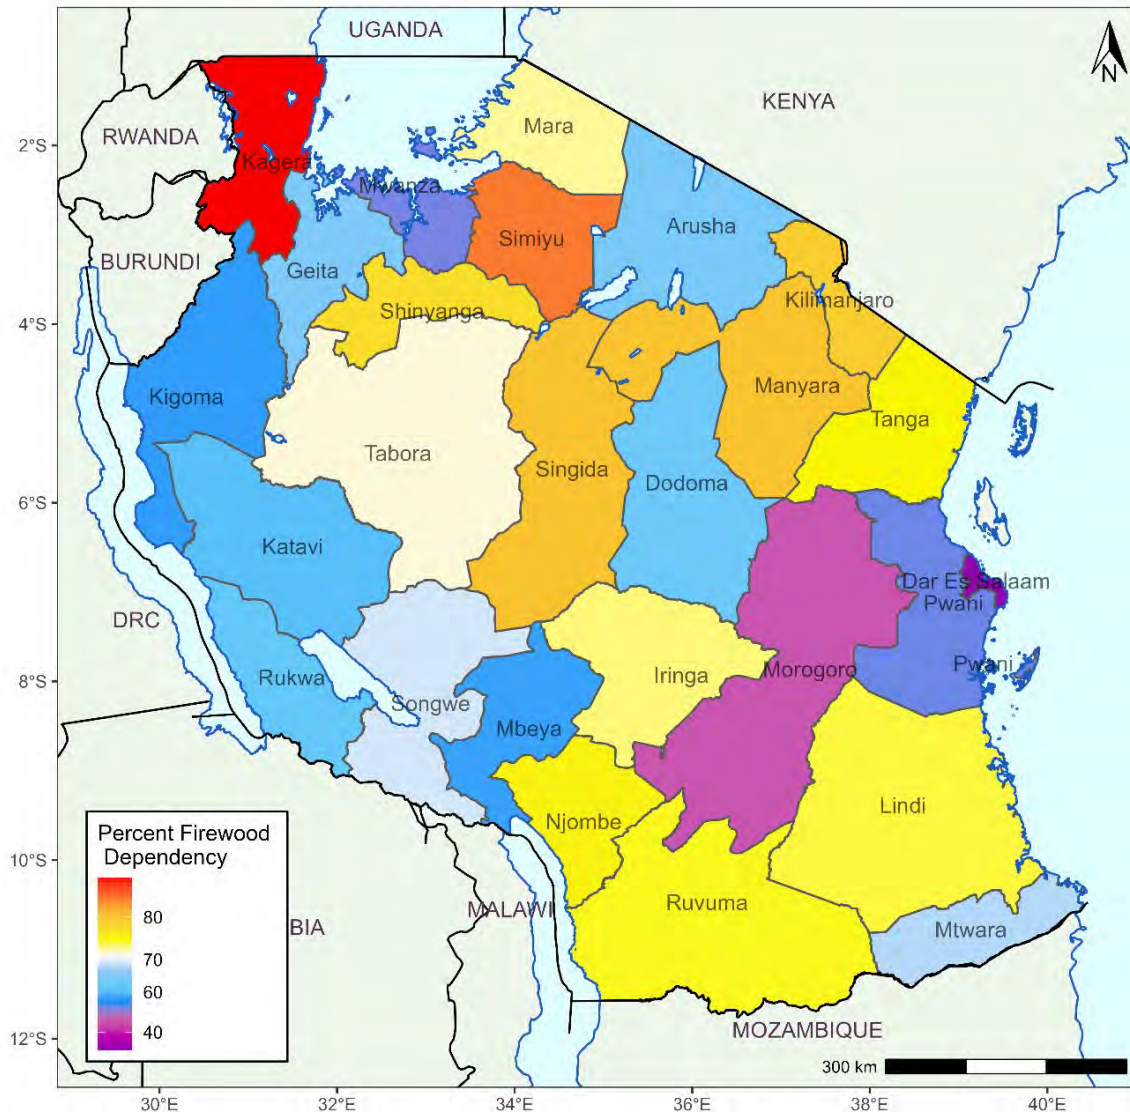 UGANDA
N
KENYA
Mara
2°S
RWANDA
Kagera
Mwanza
Arusha
Simiyu
BURUNDI
Geita
Kilimanjaro
Shinyanga
4°S
Manyara
Kigoma
Tanga
Tabora
Singida
Dodoma
6°S
Katavi
Dar Es Salaam
Pwani
DRC
Pwani
8°S
Rukwa
Iringa
Morogoro
Songwe
Mbeya
Lindi
Njombe
Percent Firewood
Dependency
80
70
60
40
10°S
Ruvuma
MALAWI
BIA
Mtwara
12°S
MOZAMBIQUE
300 km
30°E
32°E
34°E
36°E
38°E
40°E